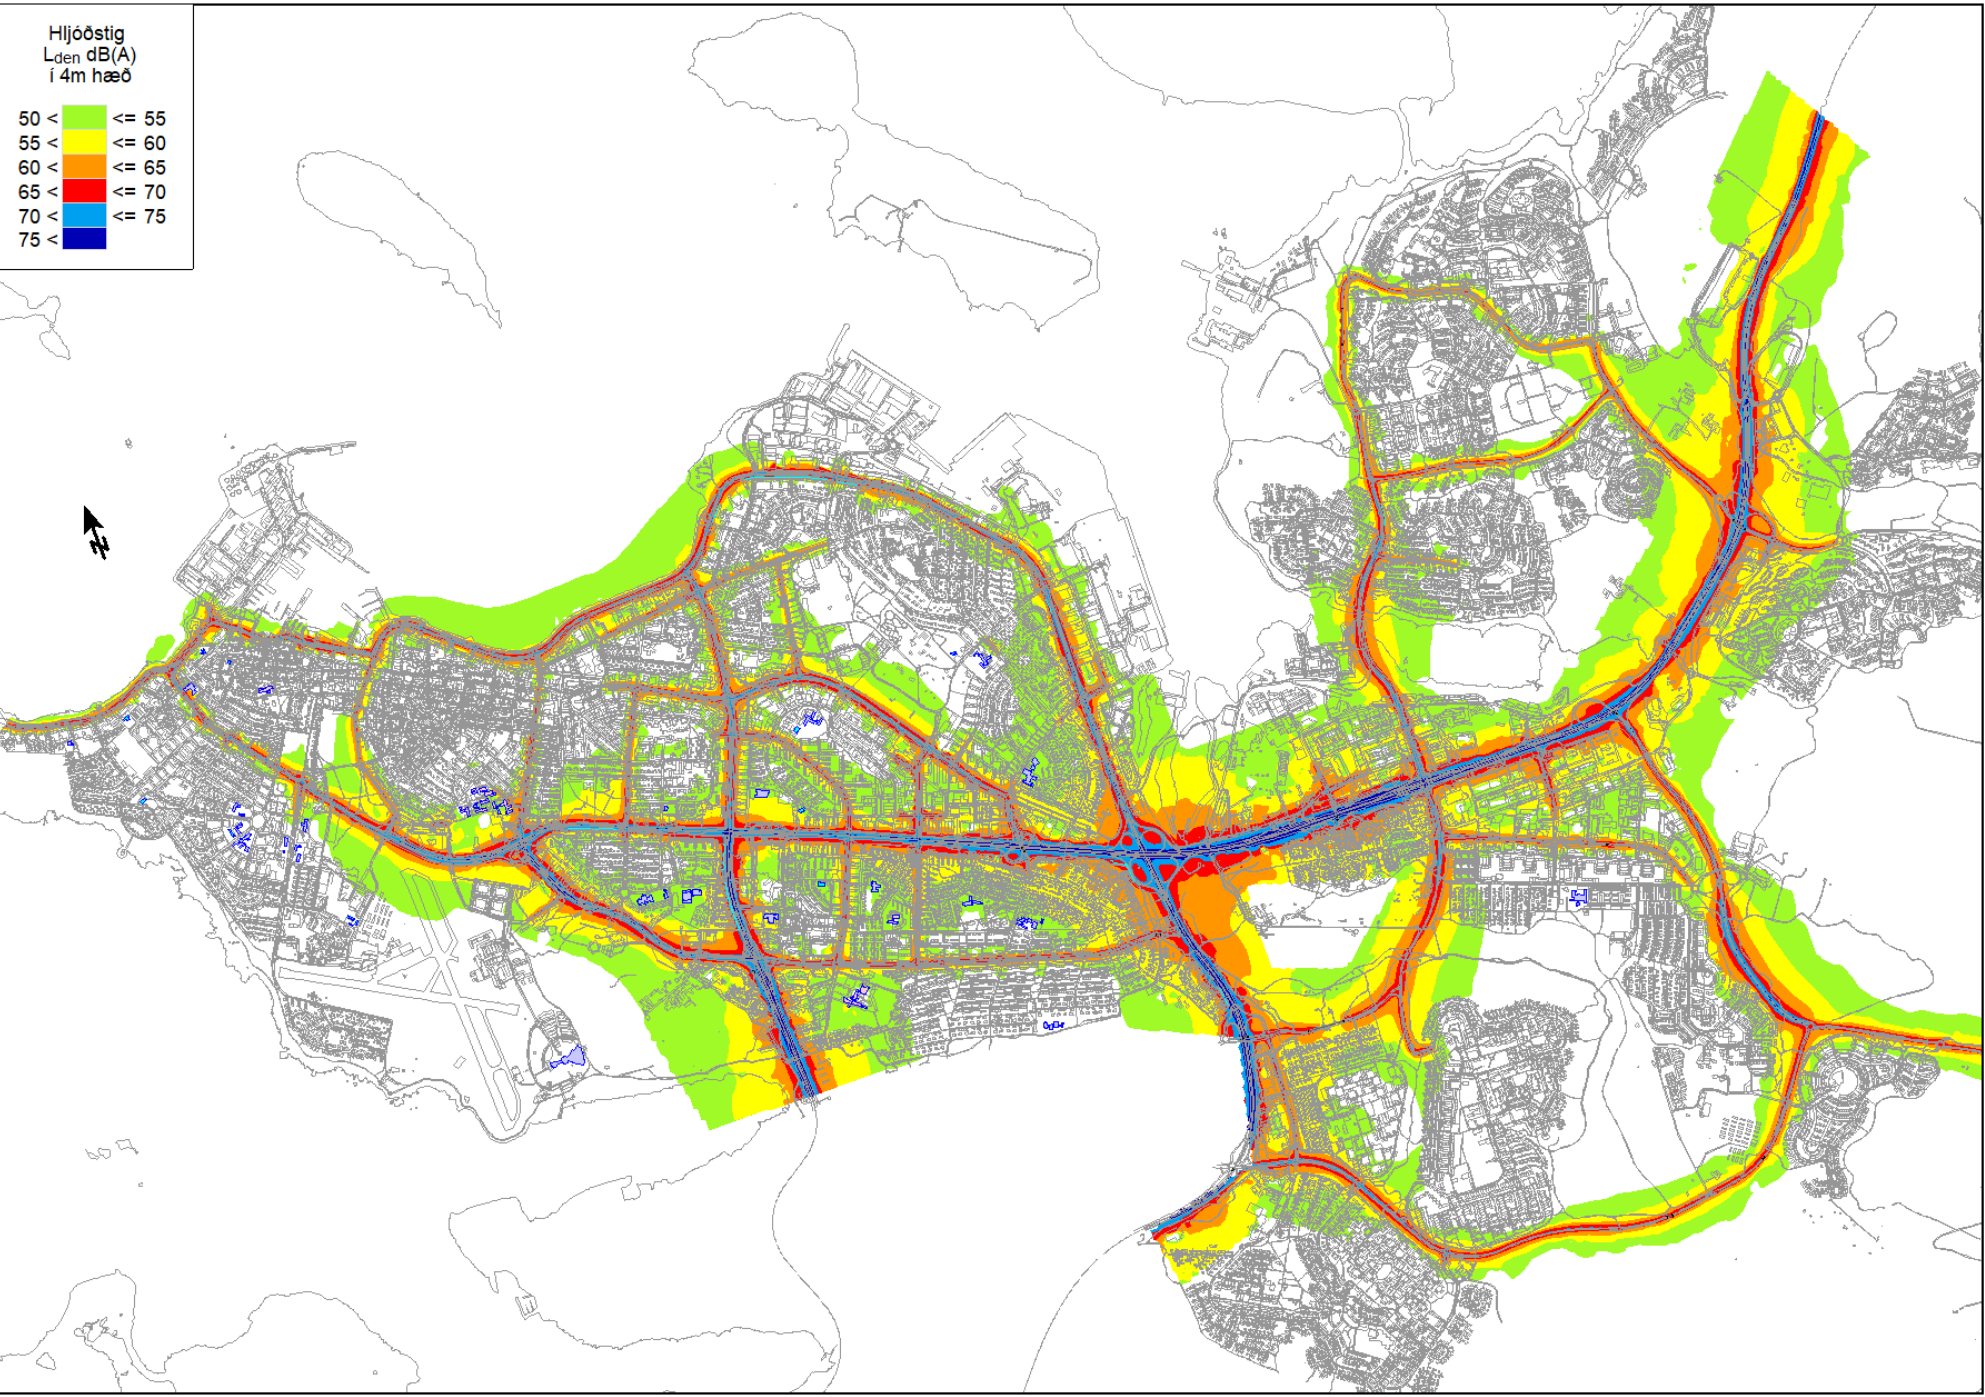 Hljóðstig
Lden dB(A)
í 4m hæð
50 < <= 55
55 < <= 60
60 < <= 65
65 < <= 70
70 < <= 75
75 <
N